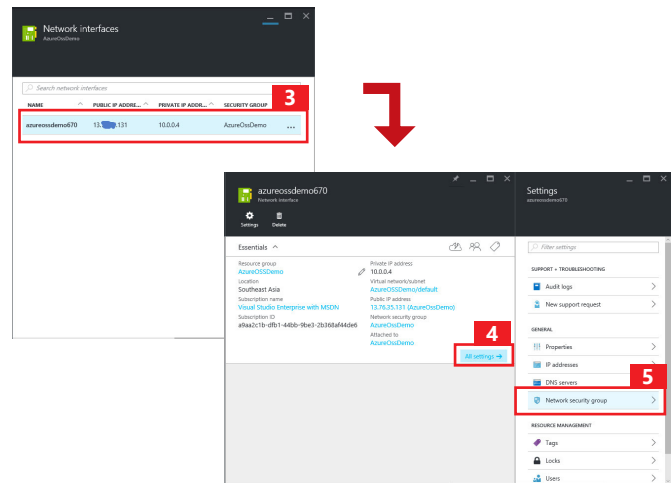 Network interfaces
AzureOssDemo
Search network interfaces
3
NAME PUBLIC IP ADDRE... PRIVATE IP ADDR... SECURITY GROUP
azureossdemo670 13. .131 10.0.0.4 AzureOssDemo ...
azureossdemo670
Network interface
Settings Delete
Essentials
Resource group
AzureOSSDemo
Location
Southeast Asia
Subscription name
Visual Studio Enterprise with MSDN
Subscription ID
a9aa2c1b-dfb1-44bb-9be3-2b368af44de6
Private IP address
10.0.0.4
Virtual network/subnet
AzureOSSDemo/default
Public IP address
13.76.35.131 (AzureOssDemo)
Network security group
AzureOssDemo
Attached to
AzureOssDemo
4
All settings →
Settings
azureossdemo670
Filter settings
SUPPORT + TROUBLESHOOTING
Audit logs
New support request
GENERAL
Properties
IP addresses
DNS servers
5
Network security group
RESOURCE MANAGEMENT
Tags
Locks
Users